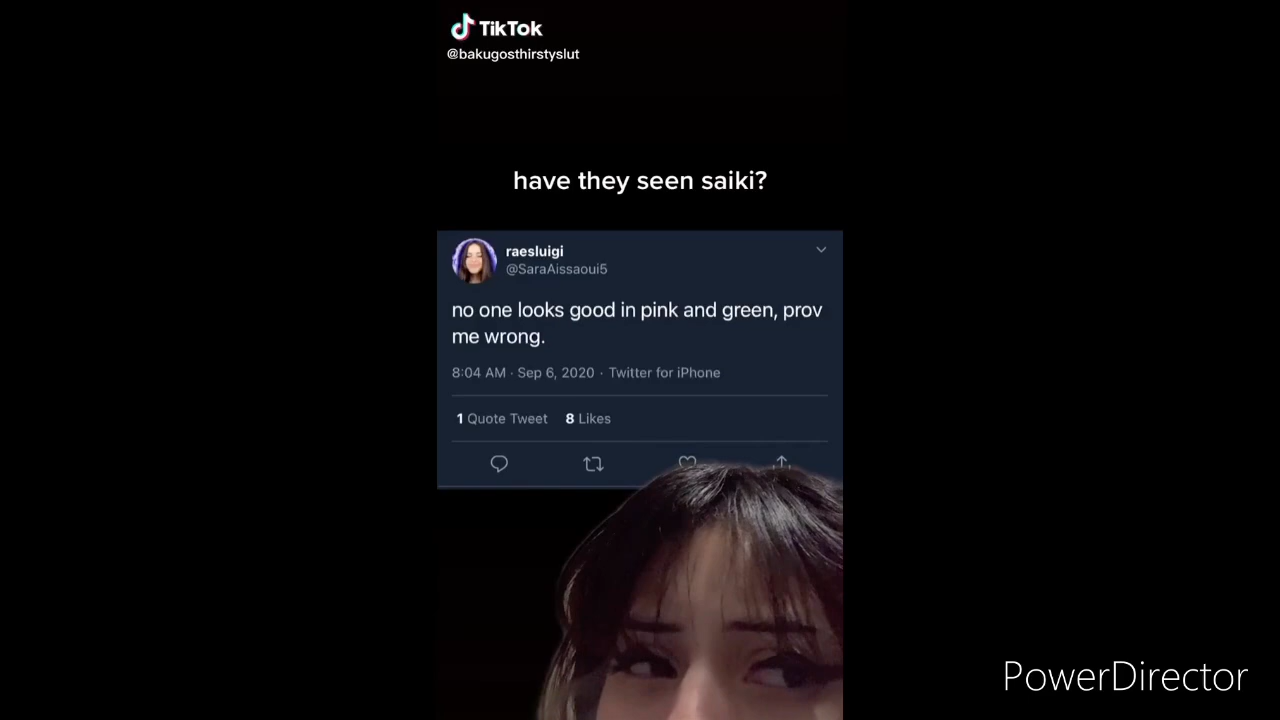 TikTok
@bakugosthirstyslut
have they seen saiki?
raesluigi
@SaraAissaoui5
no one looks good in pink and green, prov
me wrong.
8:04 AM · Sep 6, 2020 · Twitter for iPhone
1 Quote Tweet 8 Likes
PowerDirector